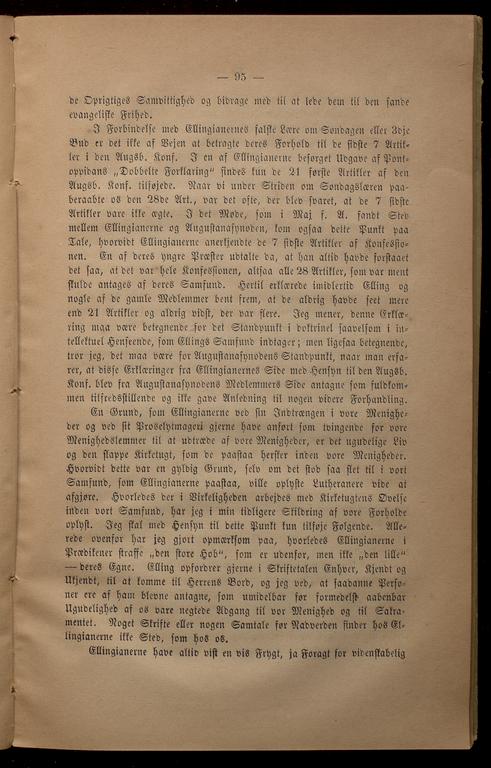 — 95 —
de Oprigtiges Samvittighed og bidrage med til at lede dem til den sande
evangeliske Frihed.
I Forbindelse med Ellingianernes falske Lære om Søndagen eller 3dje
Bud er det ikke af Vejen at betragte deres Forhold til de sidste 7 Artik-
ler i den Augsb. Konf. I en af Ellingianerne besørget Udgave af Pont-
oppidans „Dobbelte Forklaring“ findes kun de 21 første Artikler af den
Augsb. Konf. tilføjede. Naar vi under Striden om Søndagslæren paa-
beraabte os den 28de Art., var det ofte, der blev svaret, at de 7 sidste
Artikler vare ikke ægte. I det Møde, som i Maj f. A. fandt Sted
mellem Ellingianerne og Augustanasynoden, kom ogsaa dette Punkt paa
Tale, hvorvidt Ellingianerne anerkjendte de 7 sidste Artikler af Konfessio-
nen. En af deres yngre Præster udtalte da, at han altid havde forstaaet
det saa, at det var hele Konfessionen, altsaa alle 28 Artikler, som var ment
skulde antages af deres Samfund. Hertil erklærede imidlertid Elling og
nogle af de gamle Medlemmer bent frem, at de aldrig havde seet mere
end 21 Artikler og aldrig vidst, der var flere. Jeg mener, denne Erklæ-
ring maa være betegnende for det Standpunkt i doktrinel saavelsom i in-
tellektuel Henseende, som Ellings Samfund indtager; men ligesaa betegnende,
tror jeg, det maa være for Augustanasynodens Standpunkt, naar man erfa-
rer, at disse Erklæringer fra Ellingianernes Side med Hensyn til den Augsb.
Konf. blev fra Augustanasynodens Medlemmers Side antagne som fuldkom-
men tilfredsstillende og ikke gave Anledning til nogen videre Forhandling.
En Grund, som Ellingianerne ved sin Indtrængen i vore Menighe-
der og ved sit Proselytmageri gjerne have anført som tvingende for vore
Menighedslemmer til at udtræde af vore Menigheder, er det ugudelige Liv
og den slappe Kirketugt, som de paastaa hersker inden vore Menigheder.
Hvorvidt dette var en gyldig Grund, selv om det stod saa slet til i vort
Samfund, som Ellingianerne paastaa, ville oplyste Lutheranere vide at
afgjøre. Hvorledes der i Virkeligheden arbejdes med Kirketugtens Øvelse
inden vort Samfund, har jeg i min tidligere Skildring af vore Forholde
oplyst. Jeg skal med Hensyn til dette Punkt kun tilføje Følgende. Alle-
rede ovenfor har jeg gjort opmærksom paa, hvorledes Ellingianerne i
Prædikener straffe „den store Hob“, som er udenfor, men ikke „den lille“
— deres Egne. Elling opfordrer gjerne i Skriftetalen Enhver, Kjendt og
Ukjendt, til at komme til Herrens Bord, og jeg ved, at saadanne Perso-
ner ere af ham blevne antagne, som umidelbar før formedelst aabenbar
Ugudelighed af os vare negtede Adgang til vor Menighed og til Sakra-
mentet. Noget Skrifte eller nogen Samtale før Nadverden finder hos El-
lingianerne ikke Sted, som hos os.
Ellingianerne have altid vist en vis Frygt, ja Foragt for videnskabelig